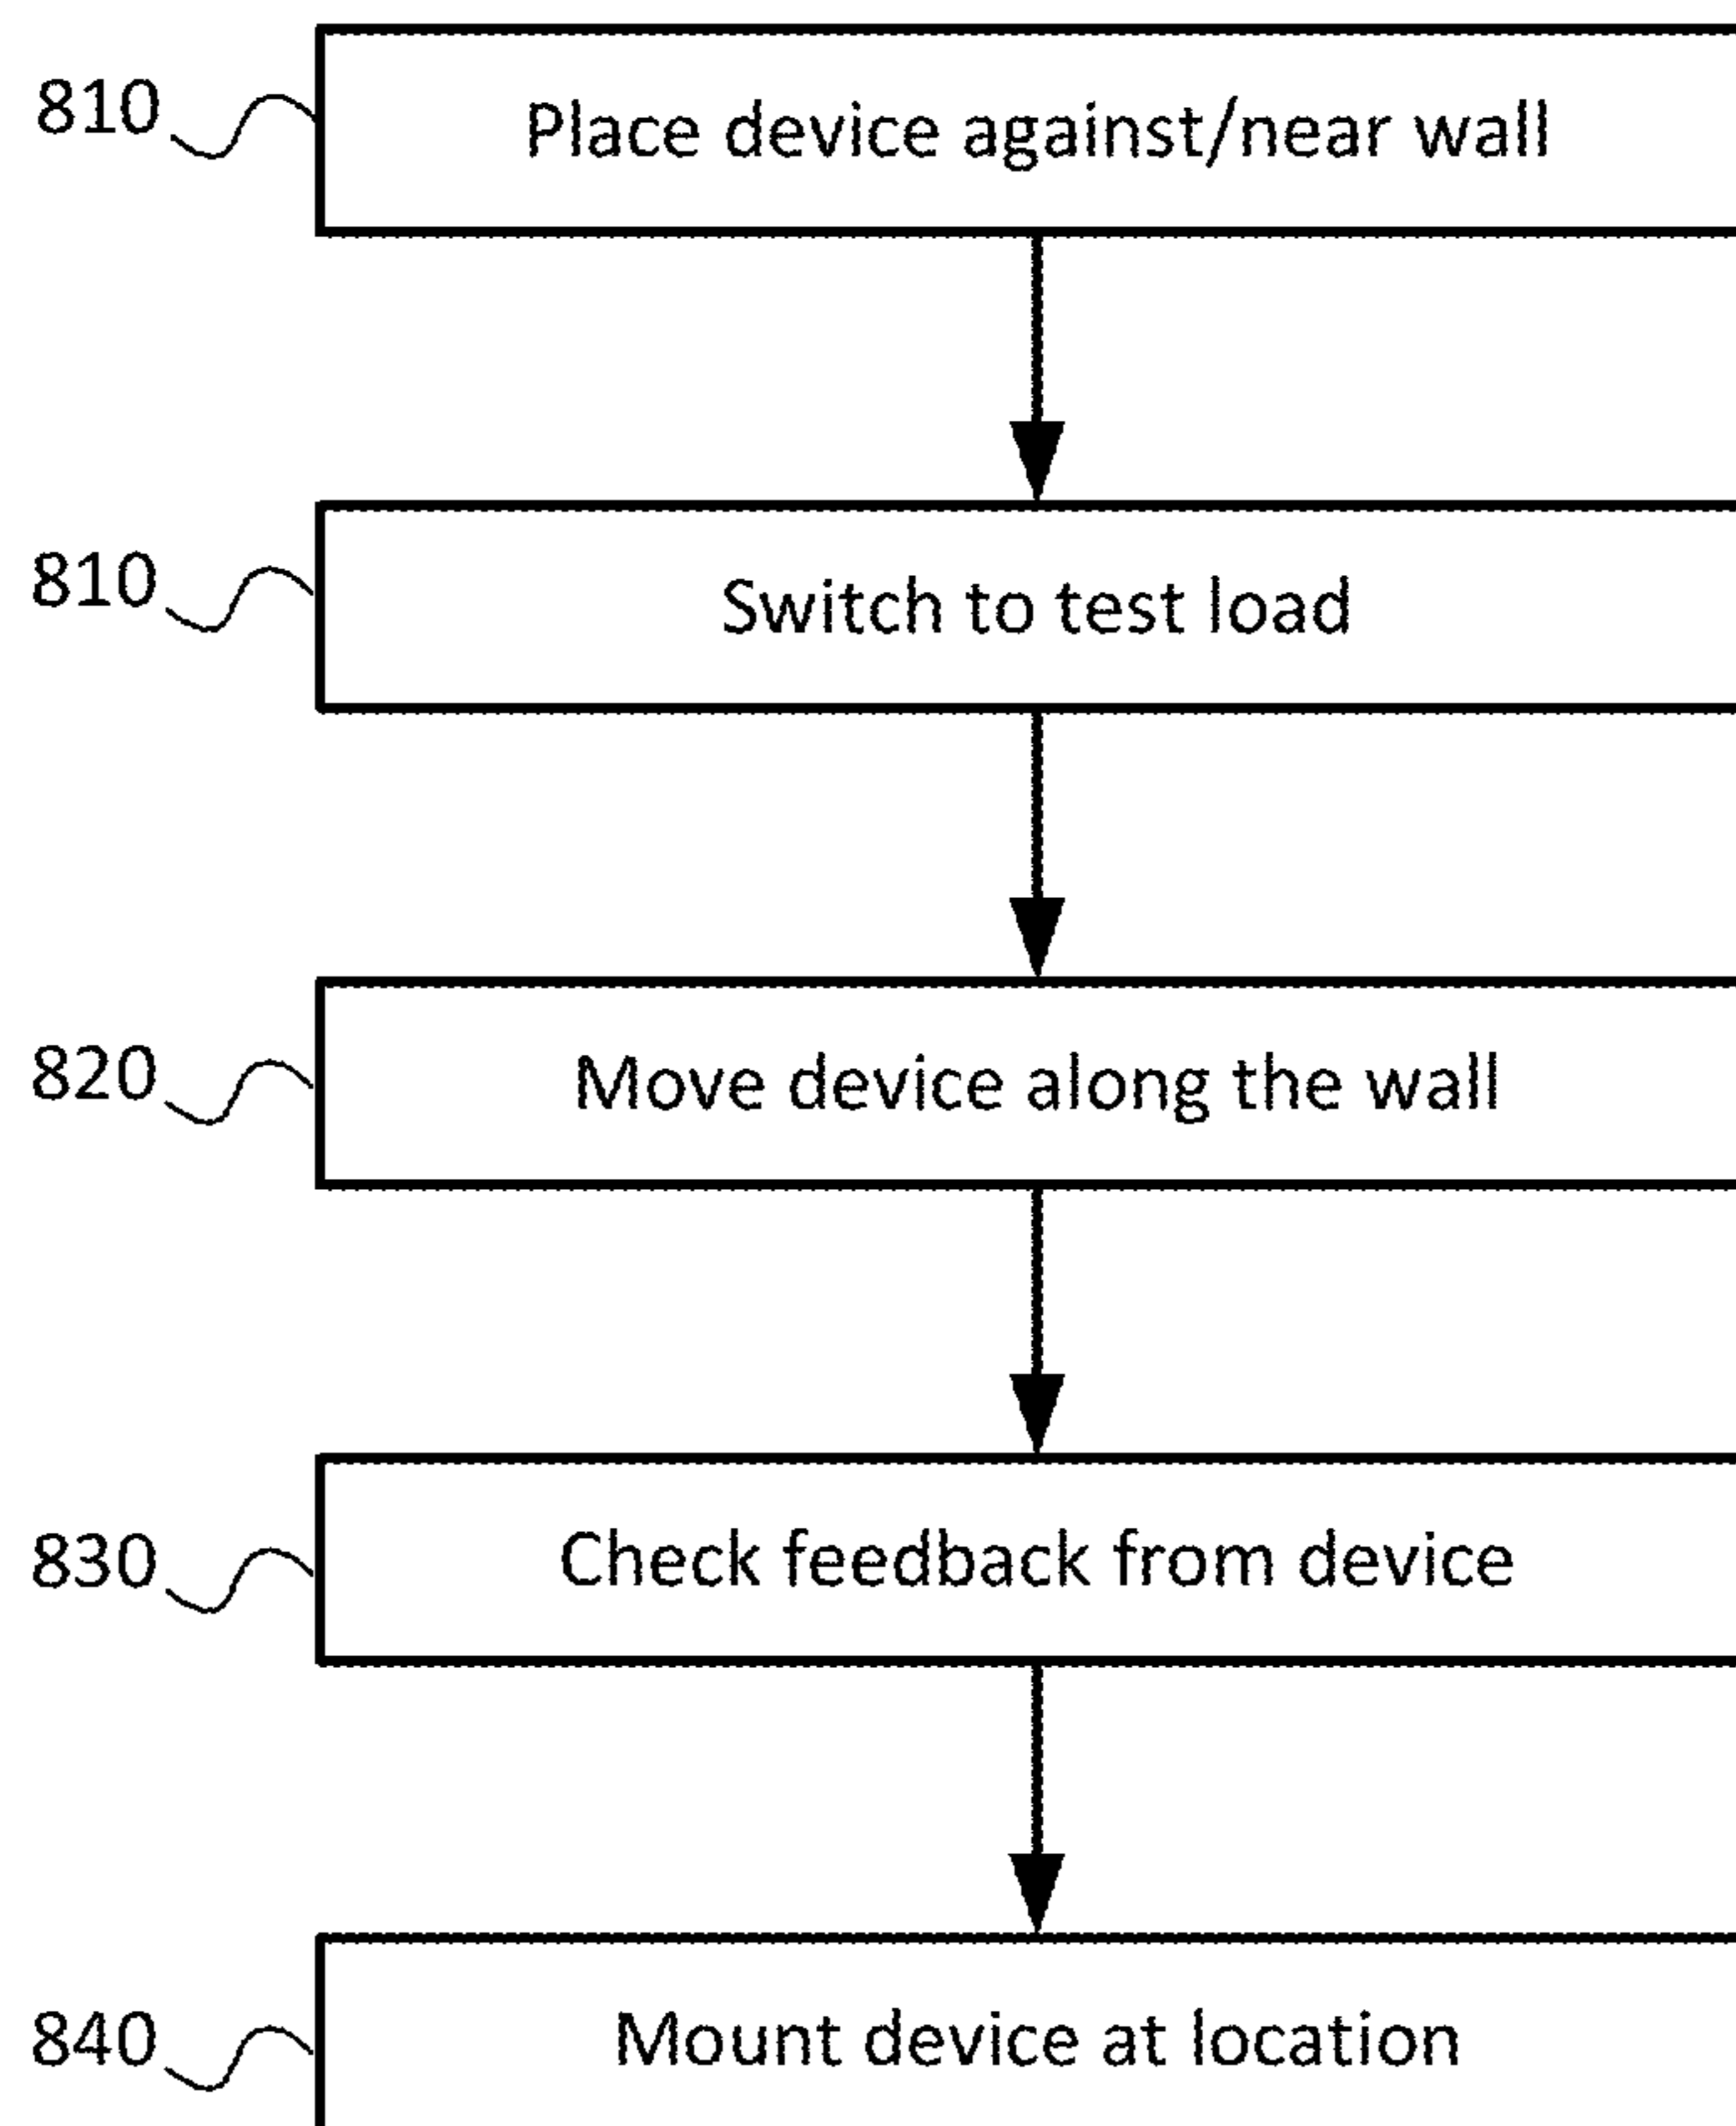 810 Place device against/near wall
810 Switch to test load
820 Move device along the wall
830 Check feedback from device
840 Mount device at location